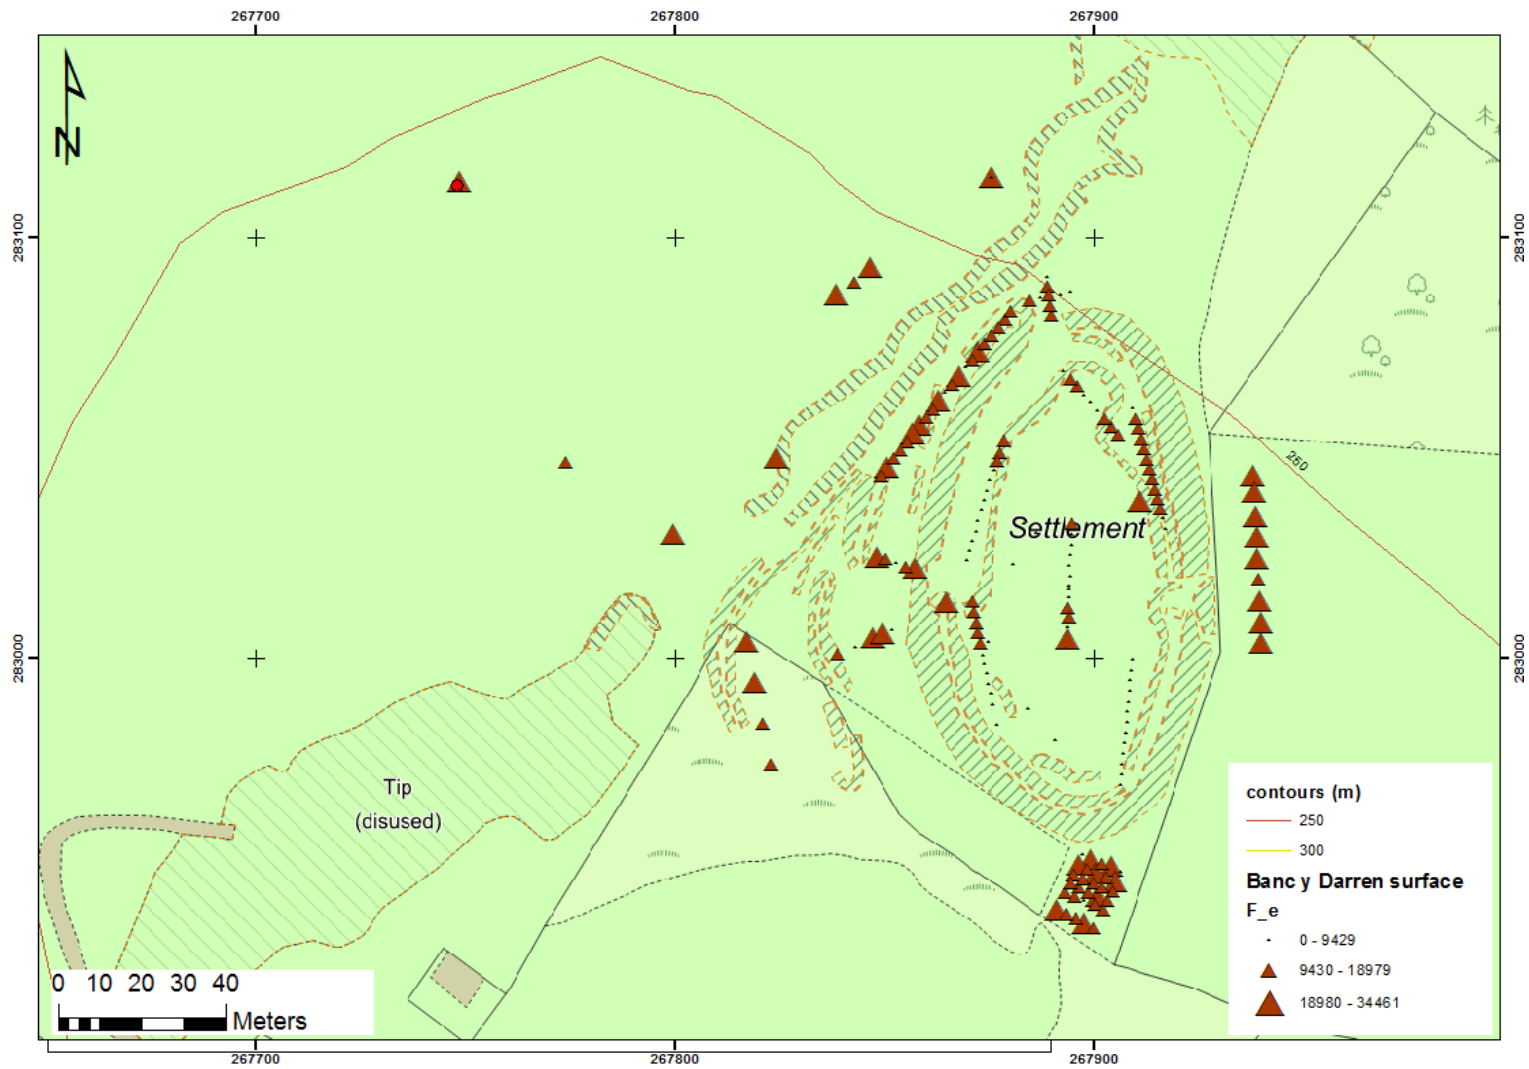 267700 267800 267900
N
283100 283100
250
Settlement
283000 283000
Tip
(disused)
contours (m)
250
300
Banc y Darren surface
F_e
0 - 9429
9430 - 18979
18980 - 34461
0 10 20 30 40
Meters
267700 267800 267900